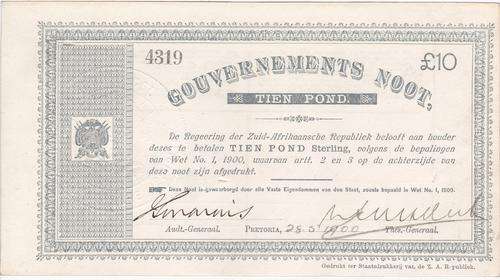 4319
£10
GOUVERNEMENTS NOOT,
TIEN POND.
De Regeering der Zuid-Afrikaansche Republiek belooft aan houder
dezes te betalen TIEN POND Sterling, volgens de bepalingen
van Wet No. 1, 1900, waarvan artt. 2 en 3 op de achterzijde van
deze noot zijn afgedrukt.
Deze Noot is gewaarborgd door alle Vaste Eigendommen van den Staat, zooals bepaald in Wet No. 1, 1900.
Audt.-Generaal.
PRETORIA, 28.5.1900
Thes.-Generaal.
Gedrukt ter Staatsdrukkerij van de Z. A. R-publiek.